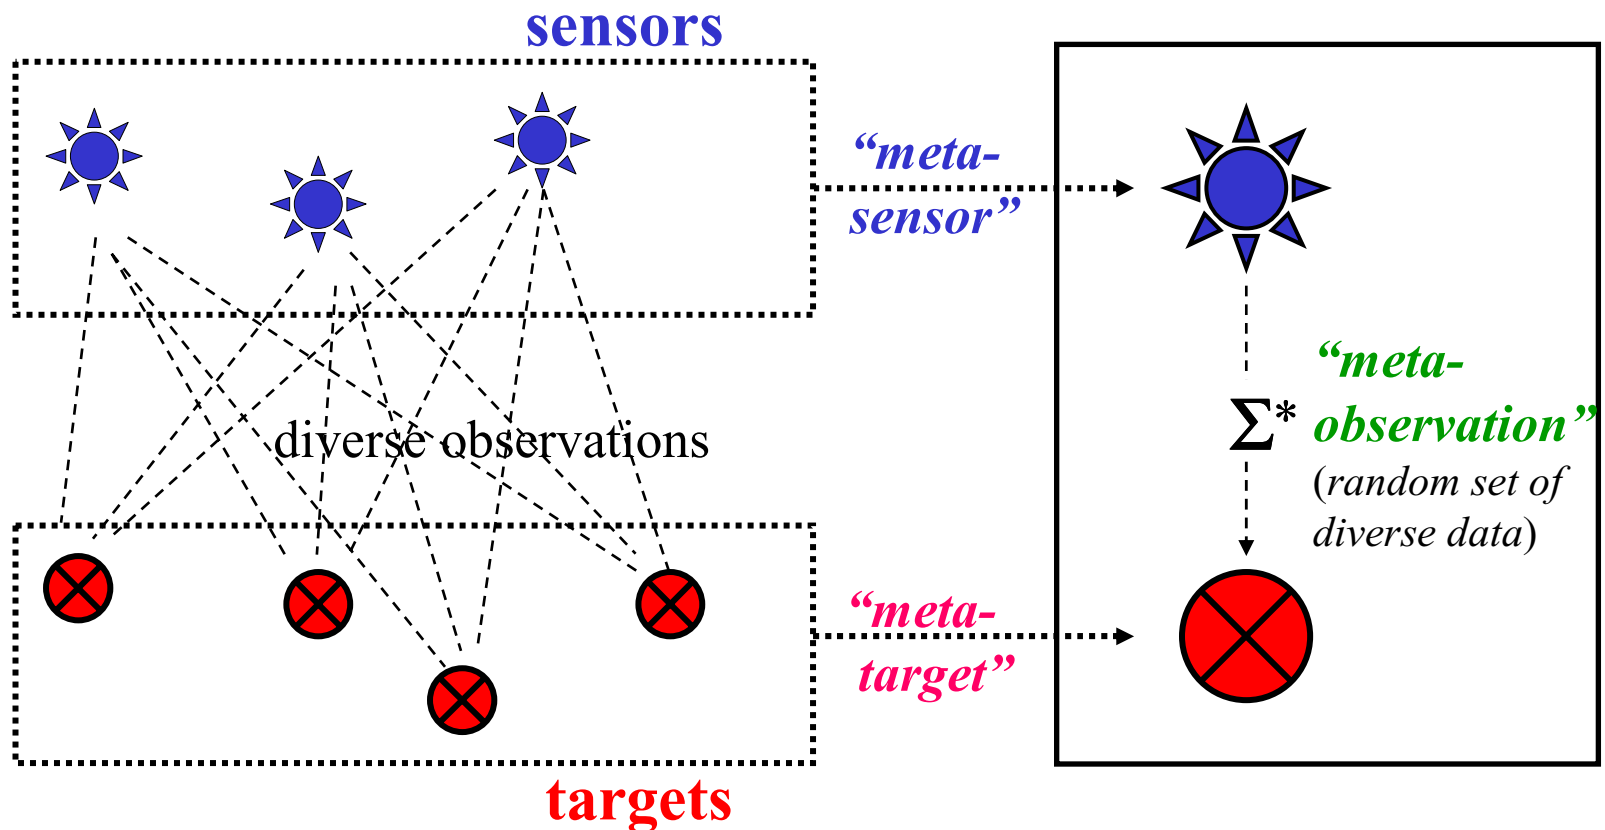 sensors
“meta-
sensor”
diverse observations
“meta-
observation”
Σ*
(random set of
diverse data)
“meta-
target”
targets